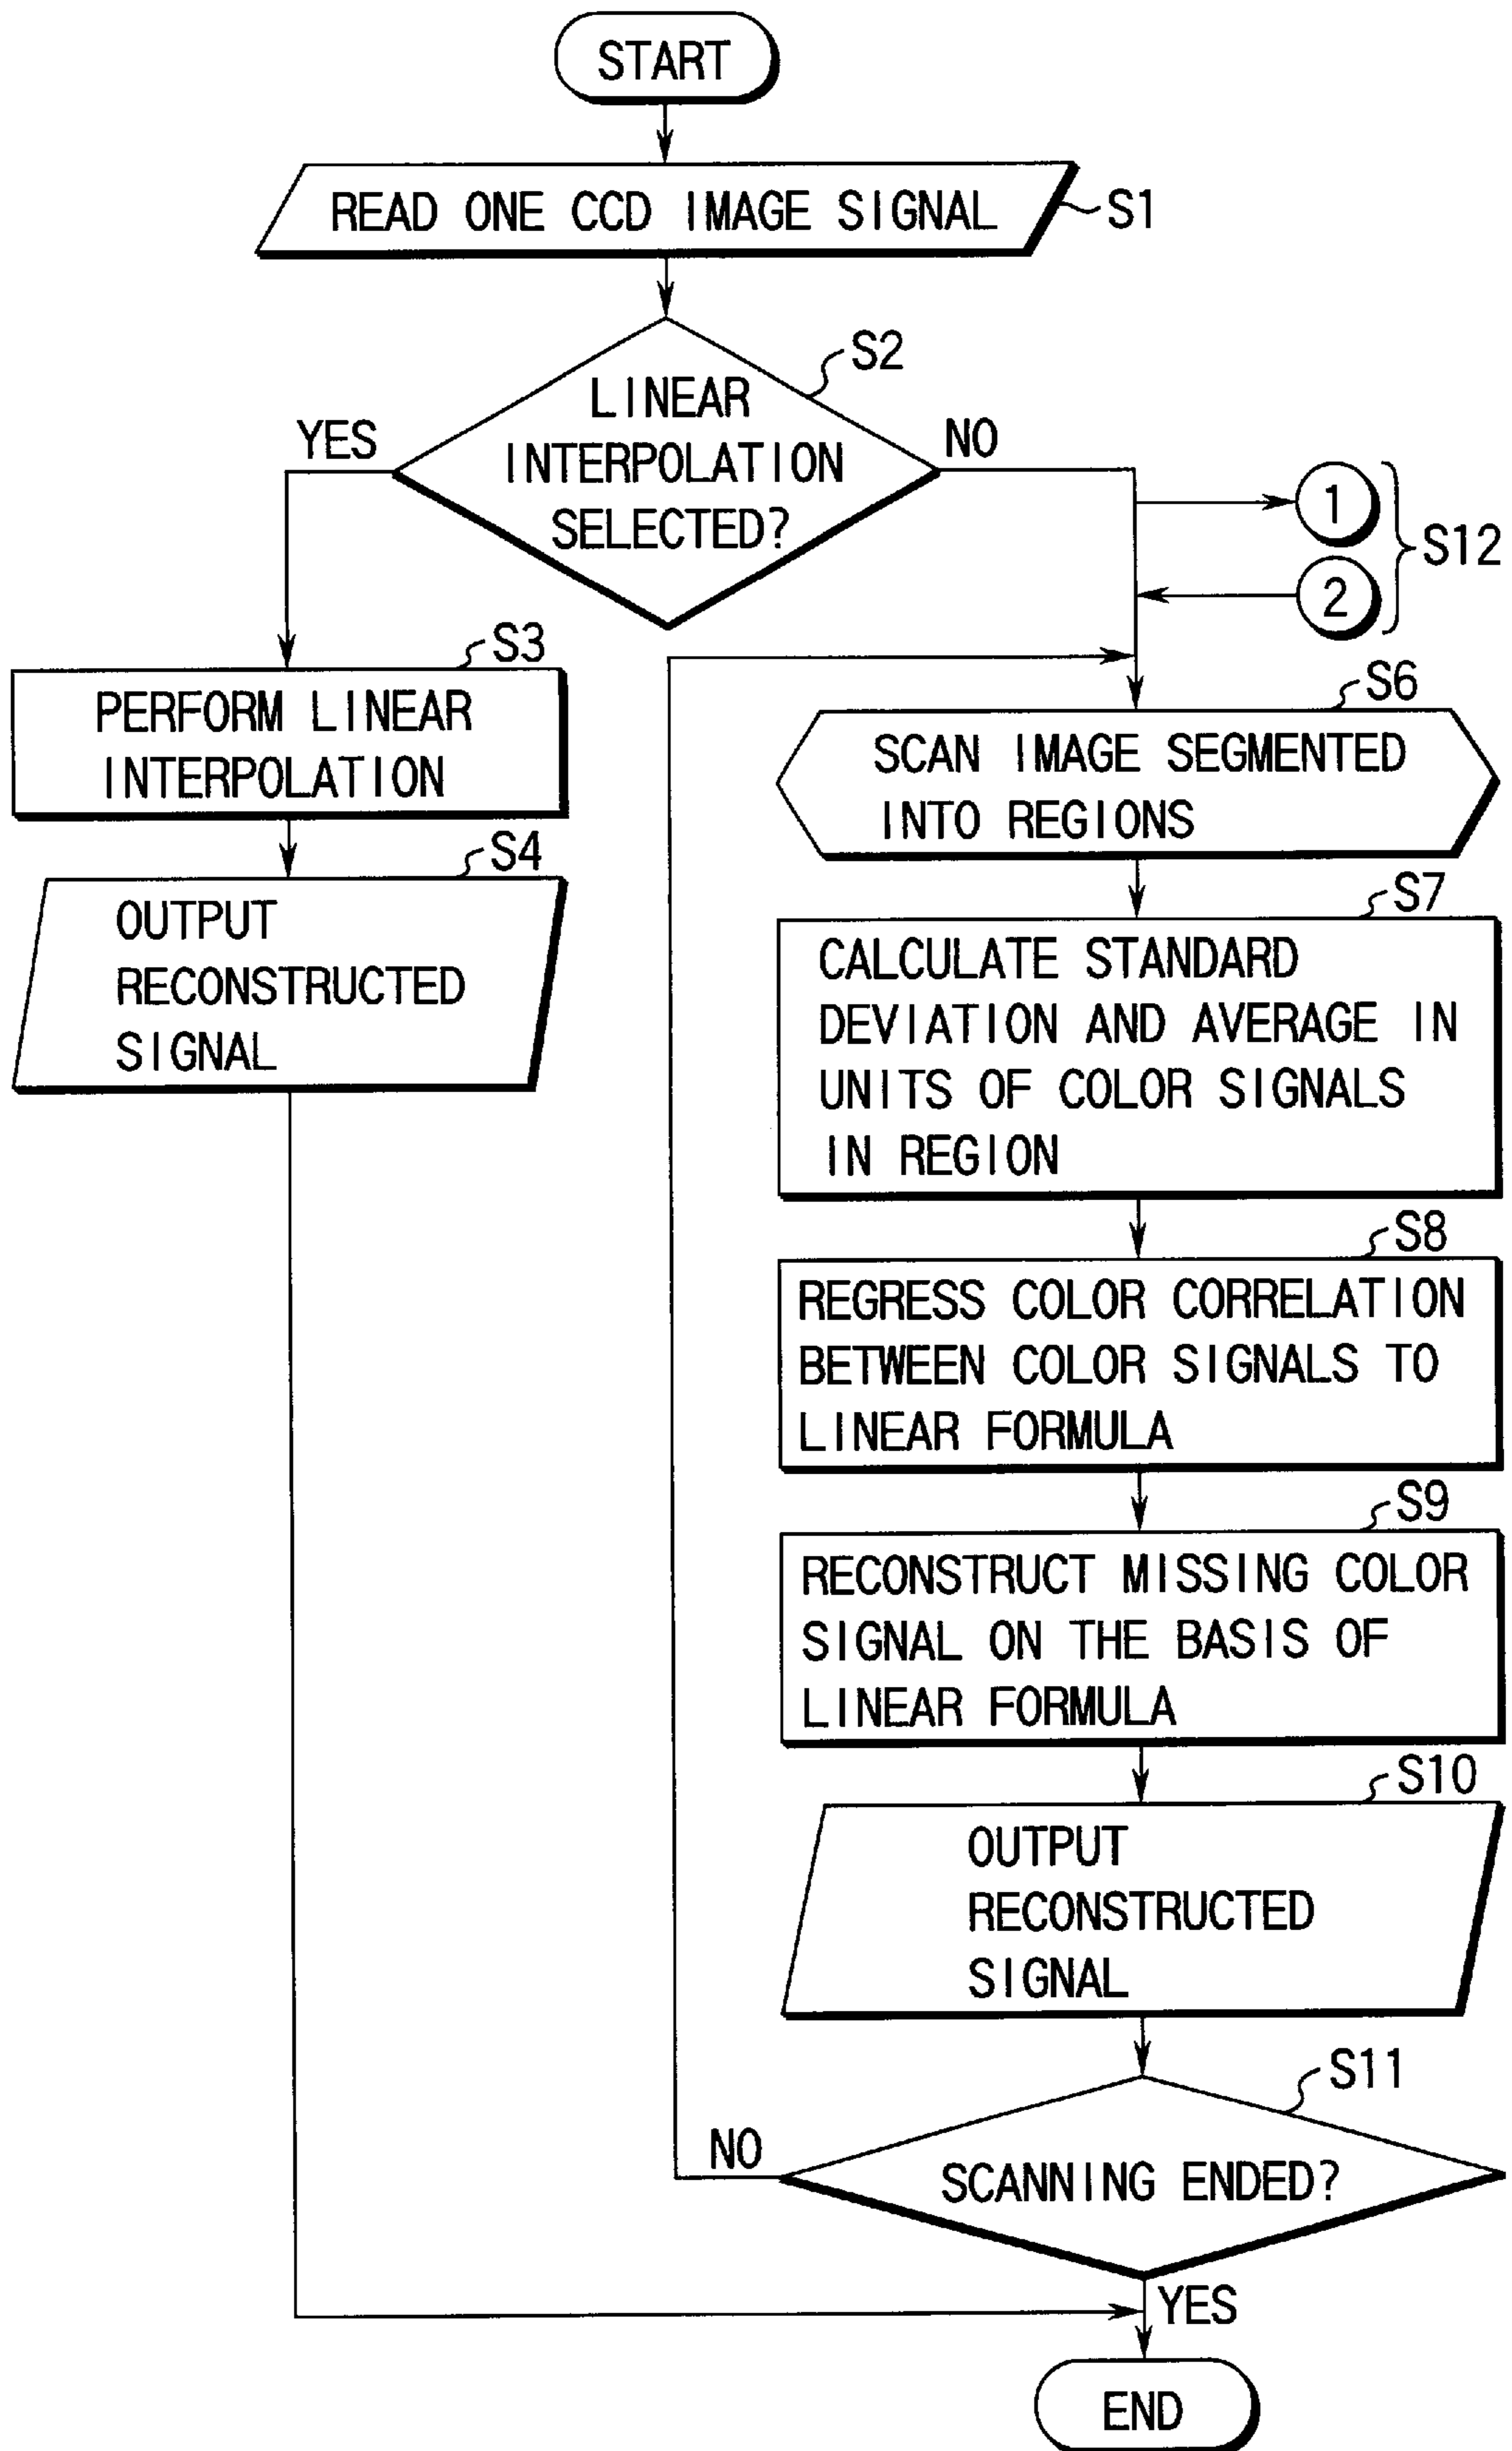 START
READ ONE CCD IMAGE SIGNAL
S1
S2
LINEAR
INTERPOLATION
SELECTED?
YES
NO
1
2
S12
S3
PERFORM LINEAR
INTERPOLATION
S4
OUTPUT
RECONSTRUCTED
SIGNAL
S6
SCAN IMAGE SEGMENTED
INTO REGIONS
S7
CALCULATE STANDARD
DEVIATION AND AVERAGE IN
UNITS OF COLOR SIGNALS
IN REGION
S8
REGRESS COLOR CORRELATION
BETWEEN COLOR SIGNALS TO
LINEAR FORMULA
S9
RECONSTRUCT MISSING COLOR
SIGNAL ON THE BASIS OF
LINEAR FORMULA
S10
OUTPUT
RECONSTRUCTED
SIGNAL
S11
NO
SCANNING ENDED?
YES
END